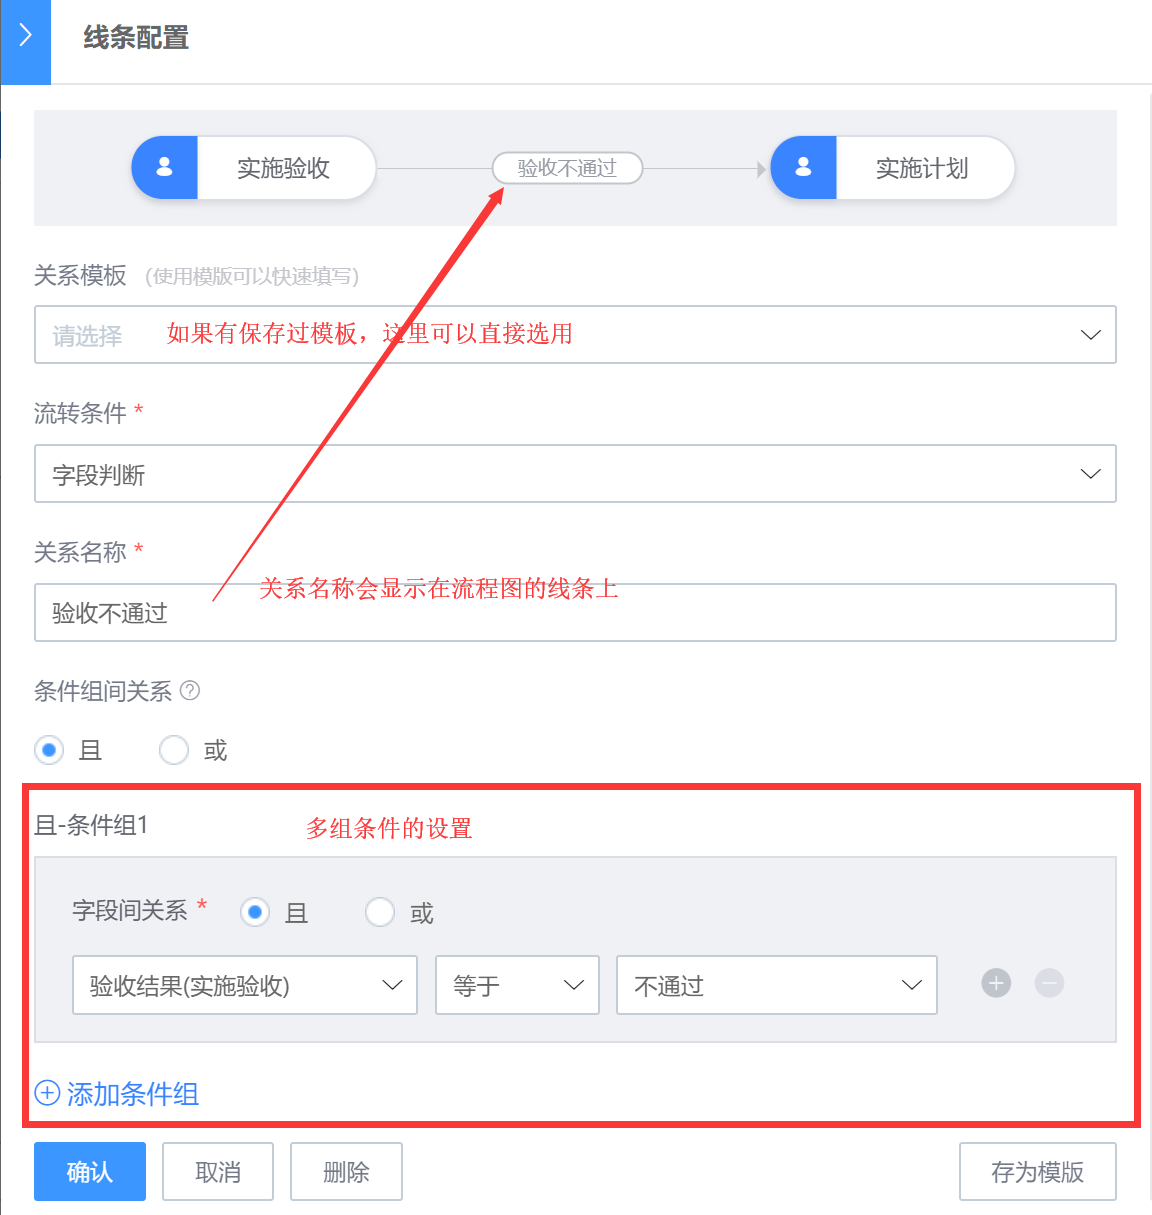 线条配置
实施验收 验收不通过 实施计划
关系模板 (使用模版可以快速填写)
请选择 如果有保存过模板，这里可以直接选用
流转条件 *
字段判断
关系名称 *
关系名称会显示在流程图的线条上
验收不通过
条件组间关系 ?
且 或
且-条件组1 多组条件的设置
字段间关系 * 且 或
验收结果(实施验收) 等于 不通过
添加条件组
确认 取消 删除 存为模版